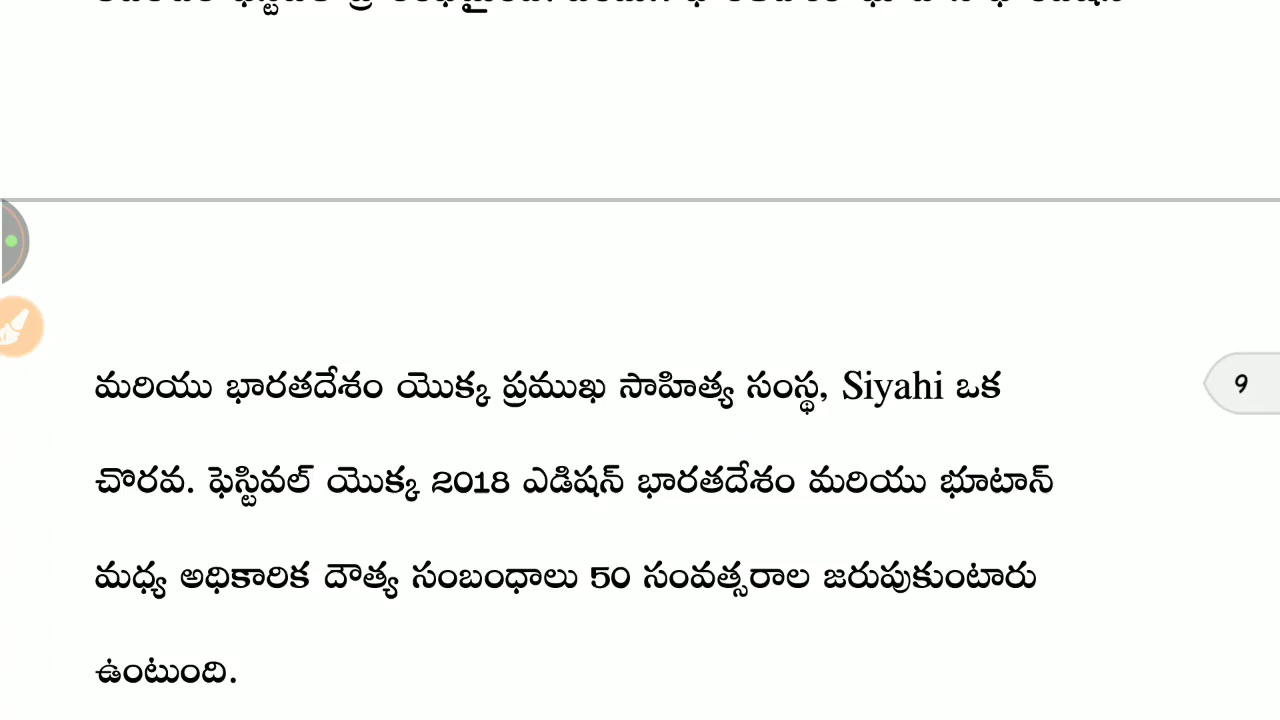 మరియు భారతదేశం యొక్క ప్రముఖ సాహిత్య సంస్థ, Siyahi ఒక
9
చొరవ. ఫెస్టివల్ యొక్క 2018 ఎడిషన్ భారతదేశం మరియు భూటాన్
మధ్య అధికారిక దౌత్య సంబంధాలు 50 సంవత్సరాల జరుపుకుంటారు
ఉంటుంది.